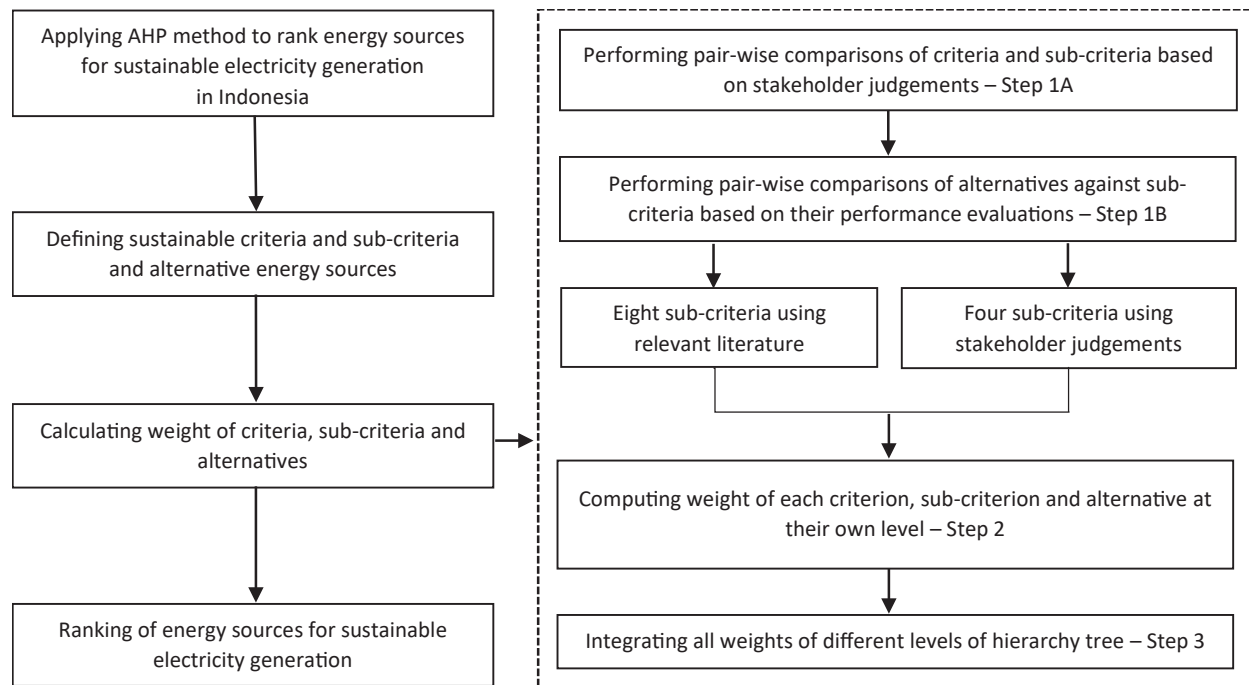 Applying AHP method to rank energy sources
for sustainable electricity generation
in Indonesia
Defining sustainable criteria and sub-criteria
and alternative energy sources
Calculating weight of criteria, sub-criteria and
alternatives
Ranking of energy sources for sustainable
electricity generation
Performing pair-wise comparisons of criteria and sub-criteria based
on stakeholder judgements – Step 1A
Performing pair-wise comparisons of alternatives against sub-
criteria based on their performance evaluations – Step 1B
Eight sub-criteria using
relevant literature
Four sub-criteria using
stakeholder judgements
Computing weight of each criterion, sub-criterion and alternative at
their own level – Step 2
Integrating all weights of different levels of hierarchy tree – Step 3